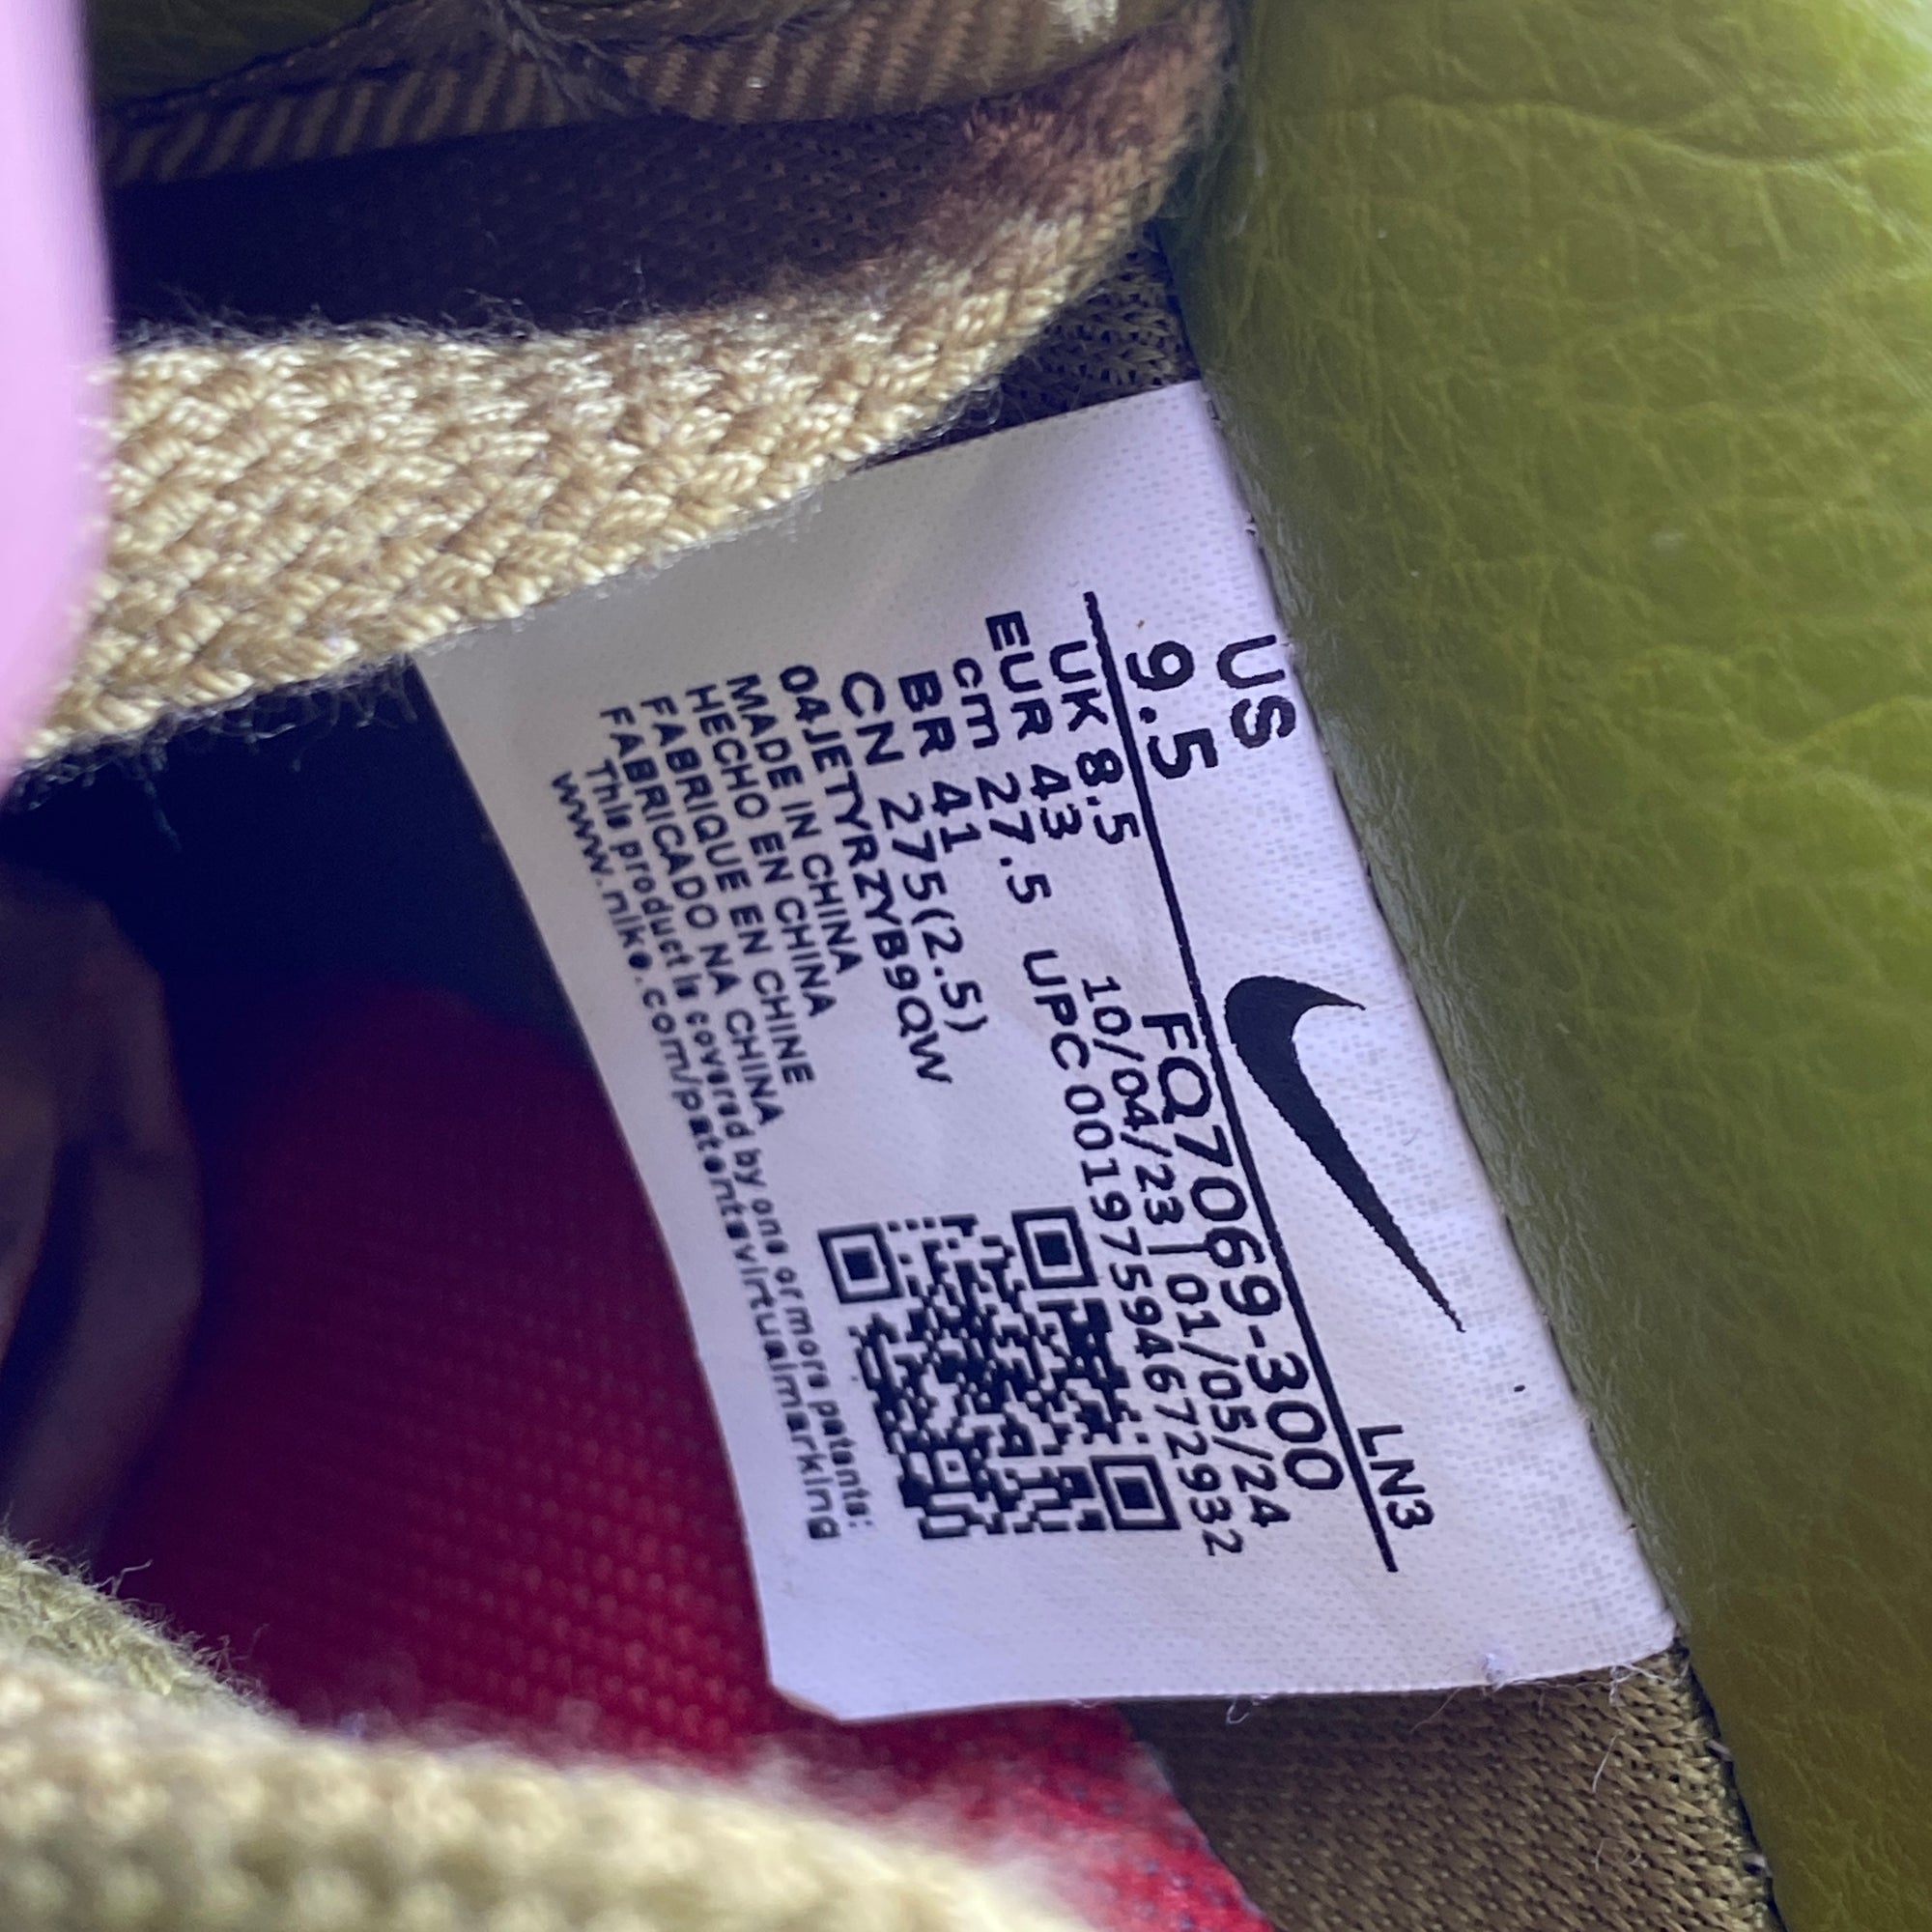 US
9.5
LN3
UK 8.5
EUR 43
cm 27.5
BR 41
CN 275(2.5)
FQ7069-300
10/04/23|01/05/24
UPC 00197594672932
04JETYRZYB9QW
MADE IN CHINA
HECHO EN CHINA
FABRIQUE EN CHINE
FABRICADO NA CHINA
This product is covered by one or more patents:
www.nike.com/patentsvirtualmarking